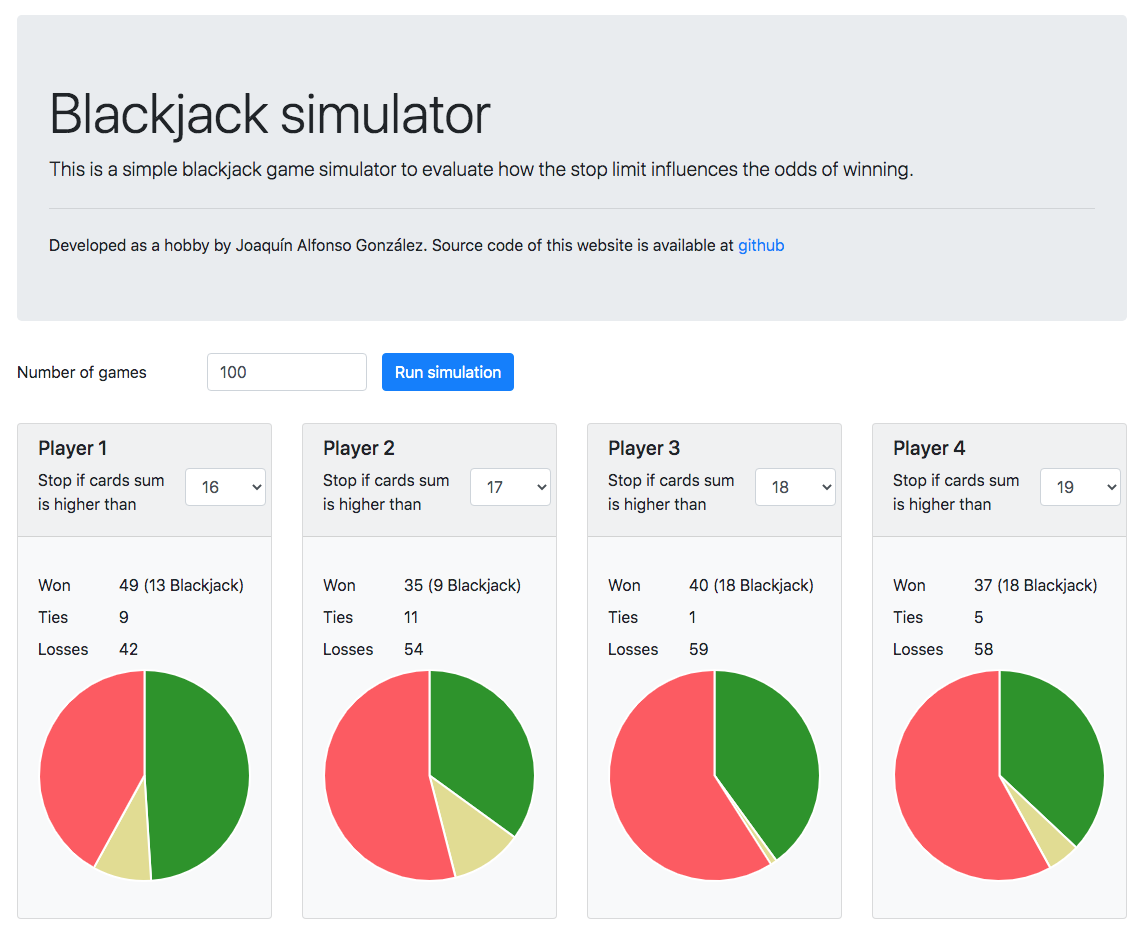 Blackjack simulator
This is a simple blackjack game simulator to evaluate how the stop limit influences the odds of winning.
Developed as a hobby by Joaquín Alfonso González. Source code of this website is available at github
Number of games 100 Run simulation
Player 1
Stop if cards sum
is higher than
16
Won 49 (13 Blackjack)
Ties 9
Losses 42
Player 2
Stop if cards sum
is higher than
17
Won 35 (9 Blackjack)
Ties 11
Losses 54
Player 3
Stop if cards sum
is higher than
18
Won 40 (18 Blackjack)
Ties 1
Losses 59
Player 4
Stop if cards sum
is higher than
19
Won 37 (18 Blackjack)
Ties 5
Losses 58